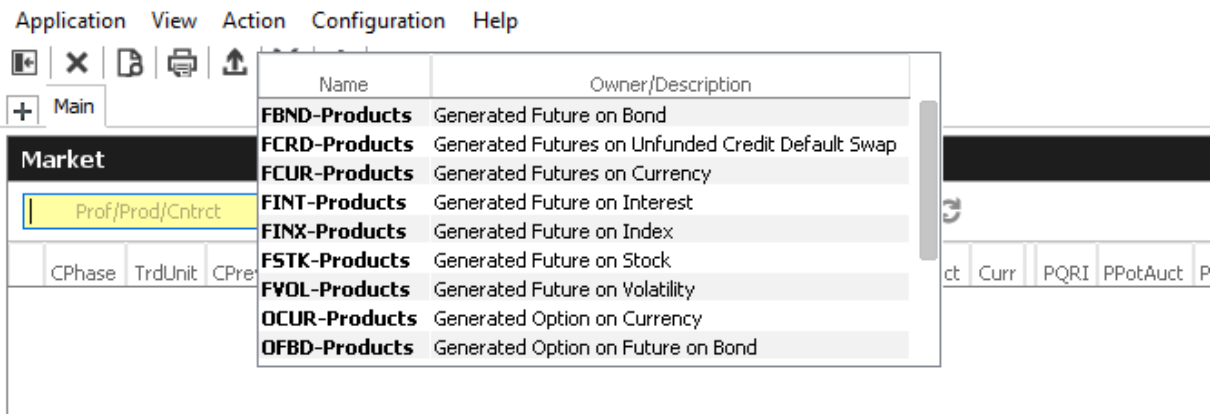 Application View Action Configuration Help
Name Owner/Description
+ Main
FBND-Products Generated Future on Bond
FCRD-Products Generated Futures on Unfunded Credit Default Swap
Market
FCUR-Products Generated Futures on Currency
Prof/Prod/Cntrct FINT-Products Generated Future on Interest
FINX-Products Generated Future on Index
FSTK-Products Generated Future on Stock
CPhase TrdUnit CPre ct Curr PQRI PPotAuct P
FVOL-Products Generated Future on Volatility
OCUR-Products Generated Option on Currency
OFBD-Products Generated Option on Future on Bond